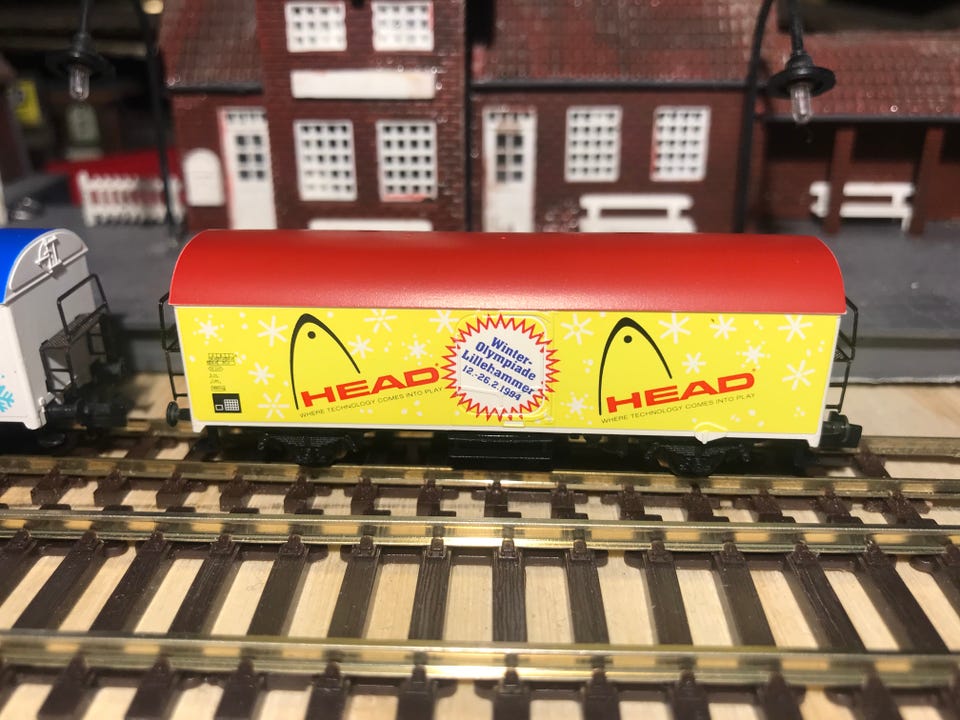 HEAD
WHERE TECHNOLOGY COMES INTO PLAY
Winter-
Olympiade
Lillehammer
12.-26.2.1994
HEAD
WHERE TECHNOLOGY COMES INTO PLAY